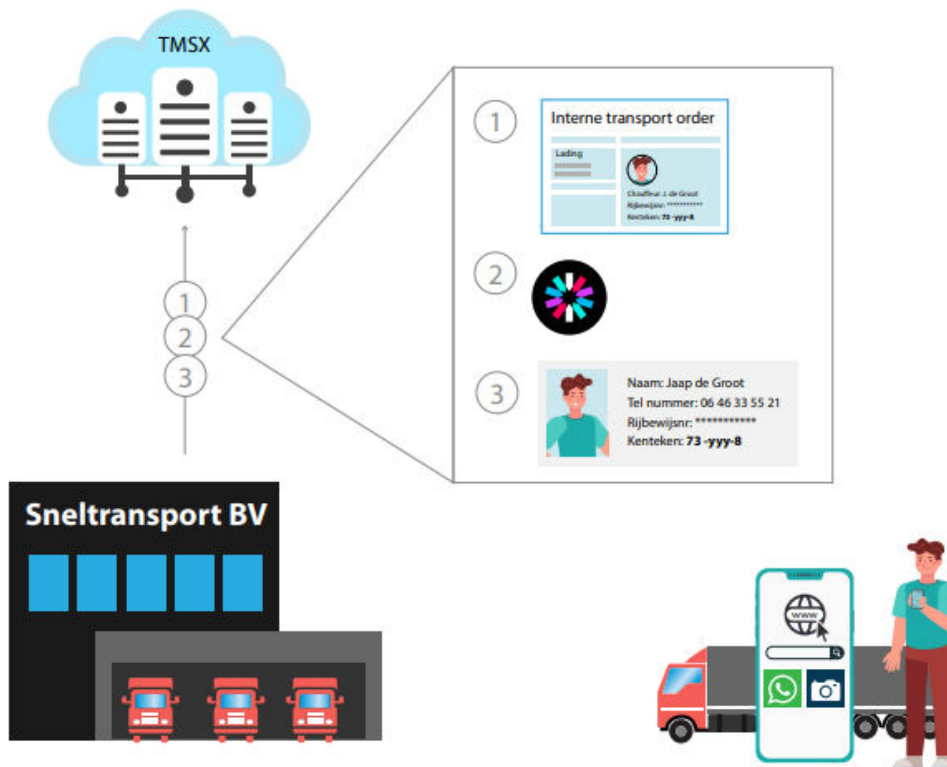 TMSX
1
2
3
1
Interne transport order
Lading
Chauffeur: J. de Groot
Rijbewijsnr: ***********
Kenteken: 73 -yyy-8
2
3
Naam: Jaap de Groot
Tel nummer: 06 46 33 55 21
Rijbewijsnr: ***********
Kenteken: 73 -yyy-8
Sneltransport BV
www